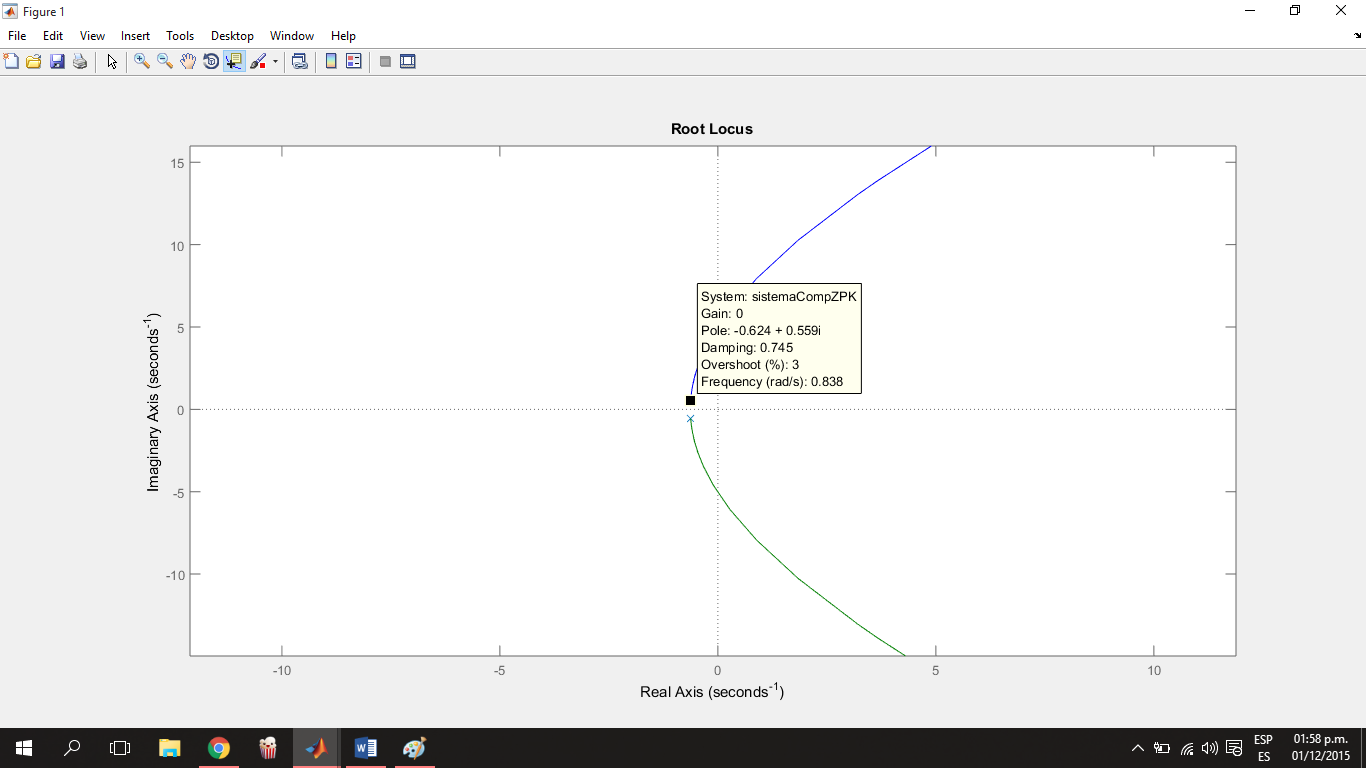 Figure 1
File Edit View Insert Tools Desktop Window Help
Root Locus
15
10
5
0
-5
-10
Imaginary Axis (seconds-1)
System: sistemaCompZPK
Gain: 0
Pole: -0.624 + 0.559i
Damping: 0.745
Overshoot (%): 3
Frequency (rad/s): 0.838
-10 -5 0 5 10
Real Axis (seconds-1)
ESP
ES
01:58 p.m.
01/12/2015